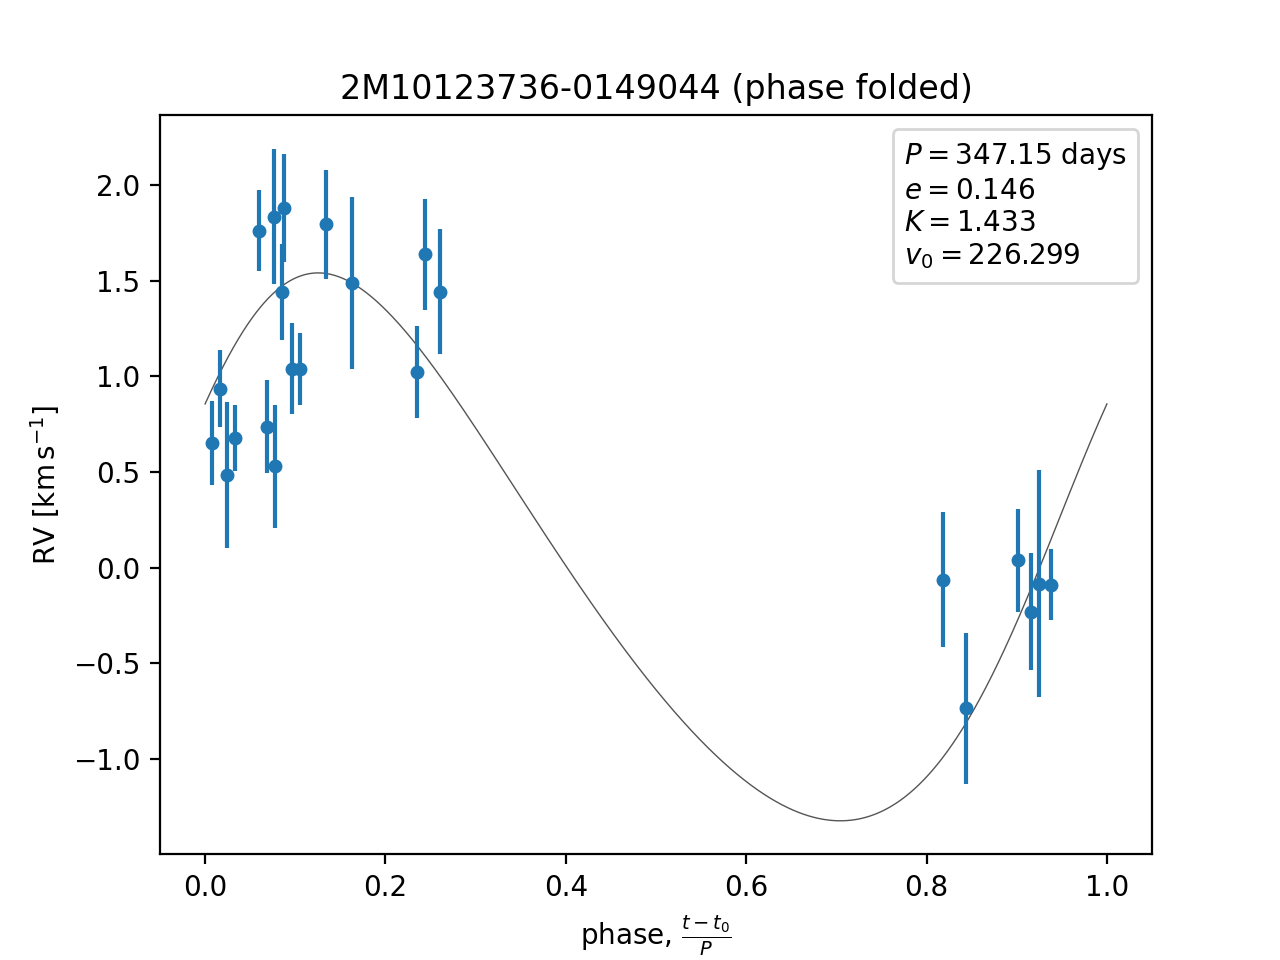 2M10123736-0149044 (phase folded)
P = 347.15 days
e = 0.146
K = 1.433
v₀ = 226.299
2.0
1.5
1.0
0.5
0.0
−0.5
−1.0
RV [km s⁻¹]
0.0 0.2 0.4 0.6 0.8 1.0
phase, (t − t₀)/P